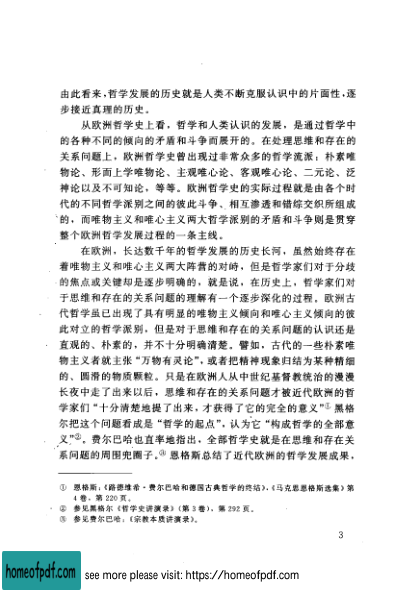 由此看来，哲学发展的历史就是人类不断克服认识中的片面性，逐
步接近真理的历史。
从欧洲哲学史上看，哲学和人类认识的发展，是通过哲学中
的各种不同的倾向的矛盾和斗争而展开的。在处理思维和存在的
关系问题上，欧洲哲学史曾出现过非常众多的哲学流派：朴素唯
物论、形而上学唯物论、主观唯心论、客观唯心论、二元论、泛
神论以及不可知论，等等。欧洲哲学史的实际过程就是由各个时
代的不同哲学派别之间的彼此斗争、相互渗透和错综交织所组成
的，而唯物主义和唯心主义两大哲学派别的矛盾和斗争则是贯穿
整个欧洲哲学发展过程的一条主线。
在欧洲，长达数千年的哲学发展的历史长河，虽然始终存在
着唯物主义和唯心主义两大阵营的对峙，但是哲学家们对于分歧
的焦点或关键却是逐步明确的，就是说，在历史上，哲学家们对
于思维和存在的关系问题的理解有一个逐步深化的过程。欧洲古
代哲学虽已出现了具有明显的唯物主义倾向和唯心主义倾向的彼
此对立的哲学派别，但是对于思维和存在的关系问题的认识还是
直观的、朴素的，并不十分明确清楚。譬如，古代的一些朴素唯
物主义者就主张“万物有灵论”，或者把精神现象归结为某种精细
的、圆滑的物质颗粒。只是在欧洲人从中世纪基督教统治的漫漫
长夜中走了出来以后，思维和存在的关系问题才被近代欧洲的哲
学家们“十分清楚地提了出来，才获得了它的完全的意义”①黑格
尔把这个问题看成是“哲学的起点”，认为它“构成哲学的全部意
义”②。费尔巴哈也直率地指出，全部哲学史就是在思维和存在关
系问题的周围兜圈子。③恩格斯总结了近代欧洲的哲学发展成果，
① 恩格斯：《路德维希·费尔巴哈和德国古典哲学的终结》，《马克思恩格斯选集》第
4卷，第220页。
② 参见黑格尔《哲学史讲演录》（第3卷），第292页。
③ 参见费尔巴哈：《宗教本质讲演录》。
3
homeofpdf.com
see more please visit: https://homeofpdf.com